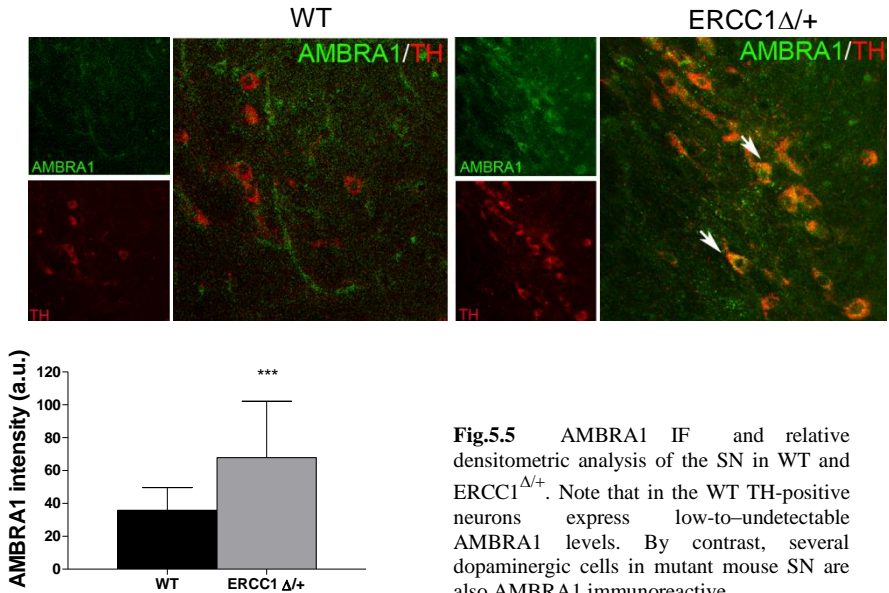 WT
ERCC1Δ/+
AMBRA1/TH
AMBRA1/TH
AMBRA1
AMBRA1
TH
TH
AMBRA1 intensity (a.u.)
120
100
80
60
40
20
0
***
WT
ERCC1 Δ/+
Fig.5.5 AMBRA1 IF and relative
densitometric analysis of the SN in WT and
ERCC1Δ/+. Note that in the WT TH-positive
neurons express low-to–undetectable
AMBRA1 levels. By contrast, several
dopaminergic cells in mutant mouse SN are
also AMBRA1 immunoreactive